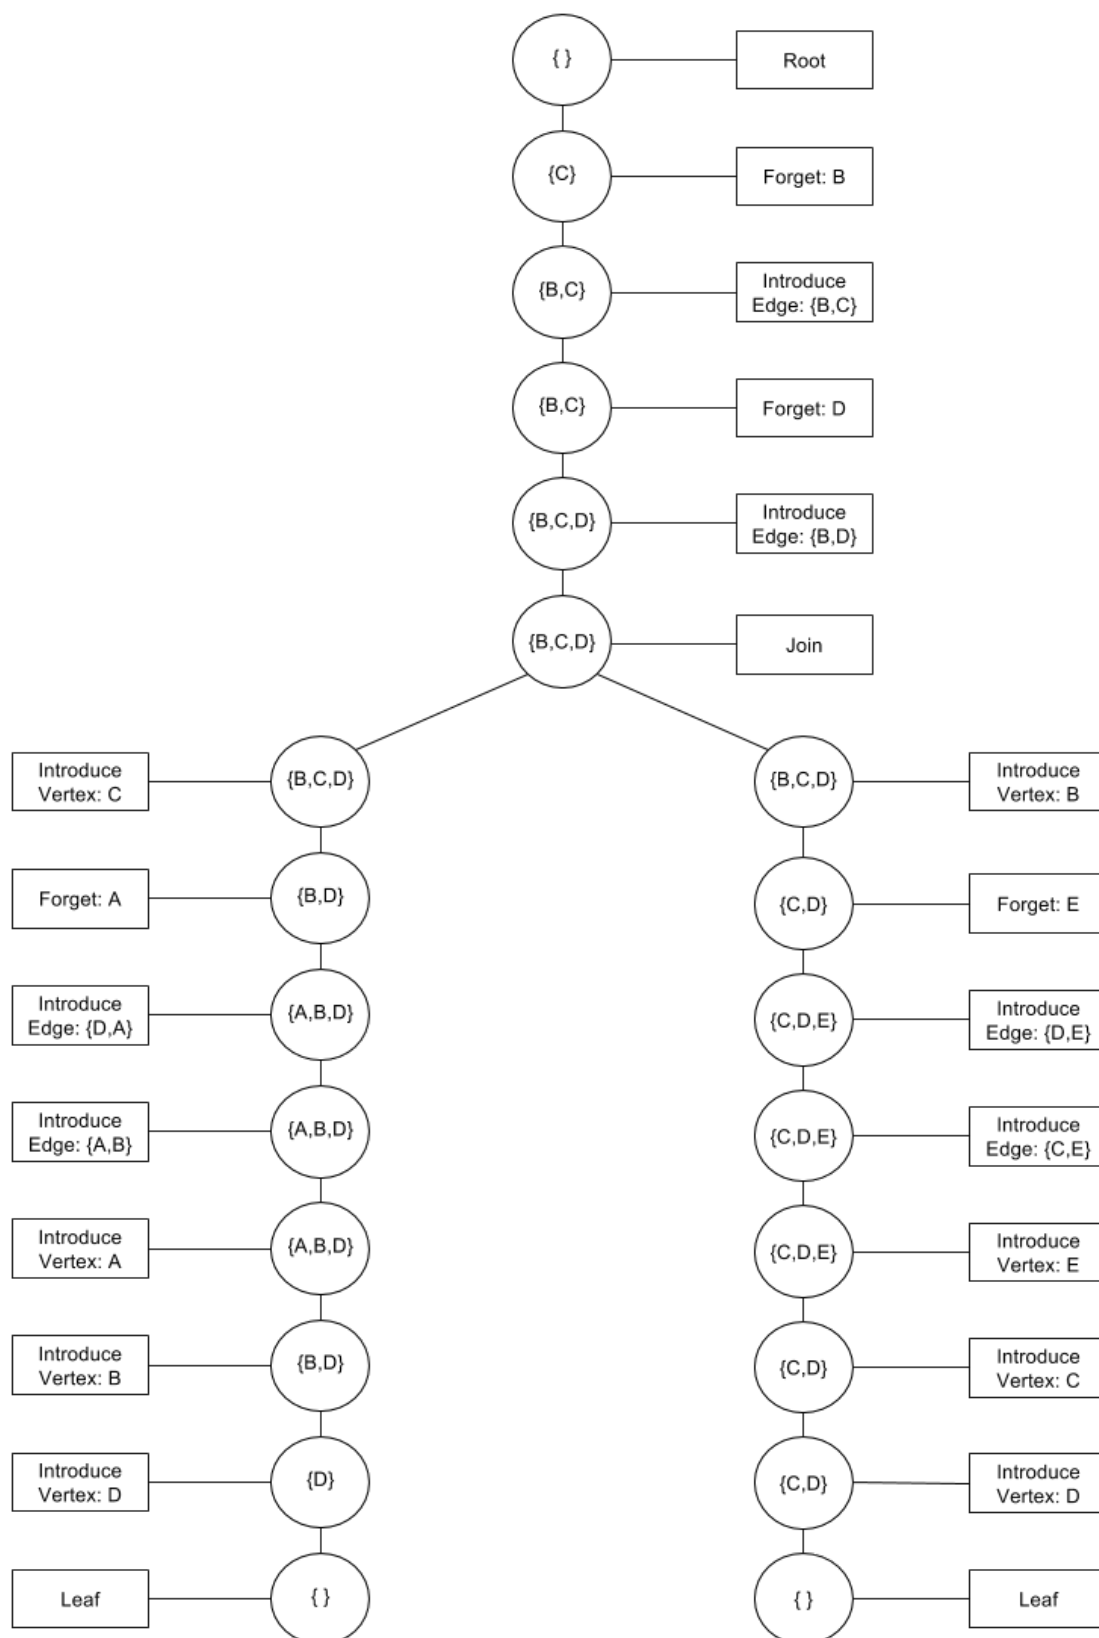 { }
Root
{C}
Forget: B
{B,C}
Introduce
Edge: {B,C}
{B,C}
Forget: D
{B,C,D}
Introduce
Edge: {B,D}
{B,C,D}
Join
Introduce
Vertex: C
{B,C,D}
{B,C,D}
Introduce
Vertex: B
Forget: A
{B,D}
{C,D}
Forget: E
Introduce
Edge: {D,A}
{A,B,D}
{C,D,E}
Introduce
Edge: {D,E}
Introduce
Edge: {A,B}
{A,B,D}
{C,D,E}
Introduce
Edge: {C,E}
Introduce
Vertex: A
{A,B,D}
{C,D,E}
Introduce
Vertex: E
Introduce
Vertex: B
{B,D}
{C,D}
Introduce
Vertex: C
Introduce
Vertex: D
{D}
{C,D}
Introduce
Vertex: D
Leaf
{ }
{ }
Leaf